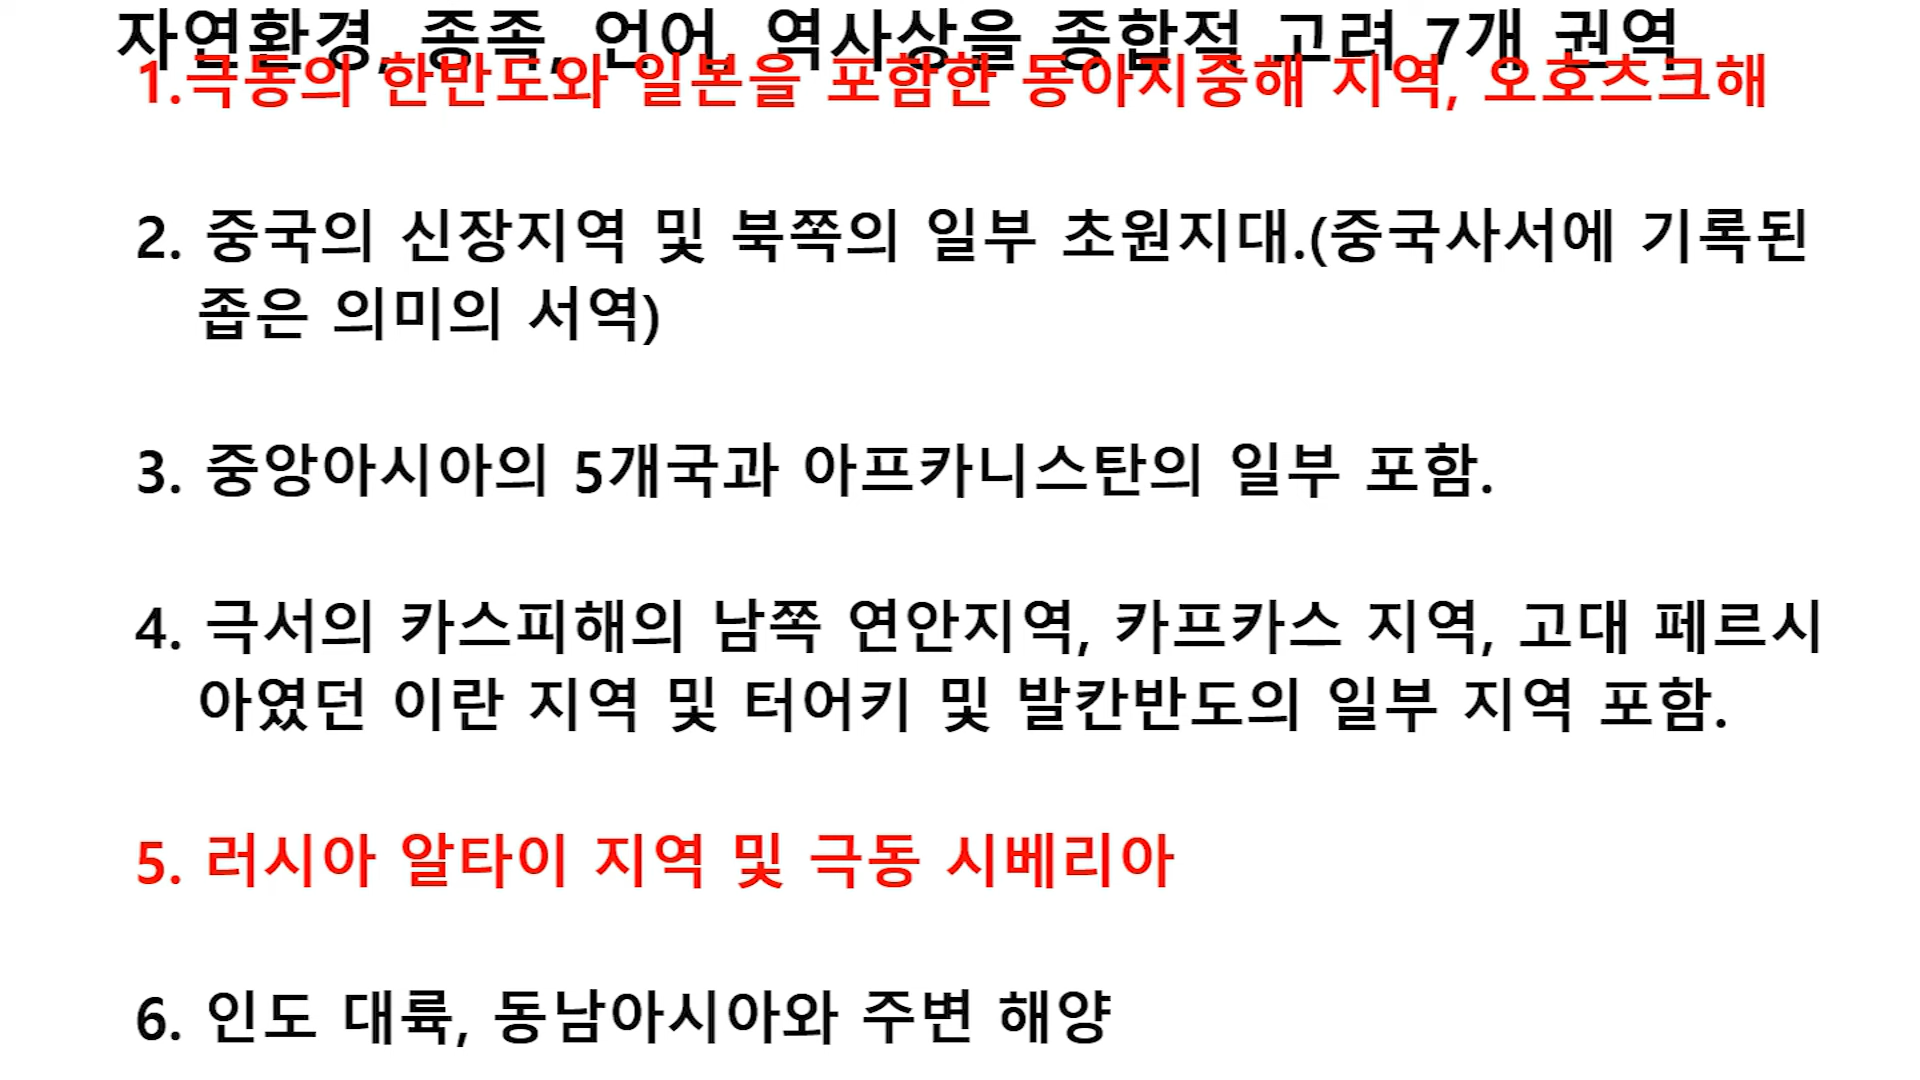 자연환경, 종족, 언어, 역사상을 종합적 고려 7개 권역
1.극동의 한반도와 일본을 포함한 동아지중해 지역, 오호츠크해
2. 중국의 신장지역 및 북쪽의 일부 초원지대.(중국사서에 기록된
좁은 의미의 서역)
3. 중앙아시아의 5개국과 아프카니스탄의 일부 포함.
4. 극서의 카스피해의 남쪽 연안지역, 카프카스 지역, 고대 페르시
아였던 이란 지역 및 터어키 및 발칸반도의 일부 지역 포함.
5. 러시아 알타이 지역 및 극동 시베리아
6. 인도 대륙, 동남아시아와 주변 해양